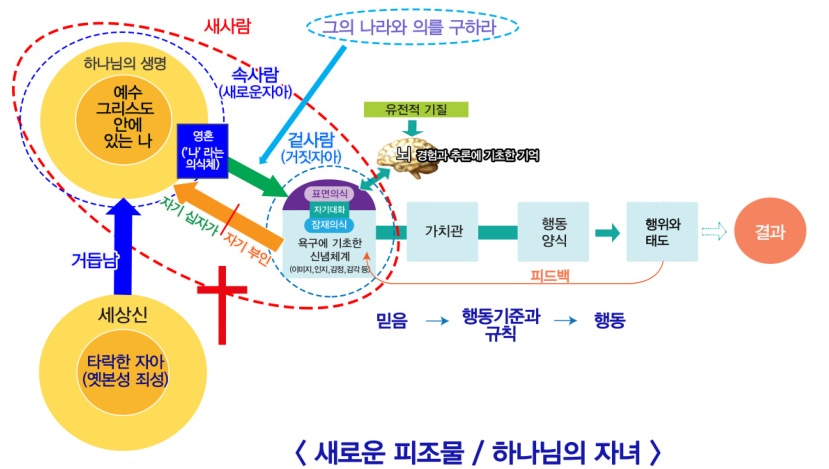 새사람
그의 나라와 의를 구하라
하나님의 생명
예수
그리스도
안에
있는 나
속사람
(새로운자아)
영혼
('나' 라는
의식체)
겉사람
(거짓자아)
유전적 기질
뇌 경험과 추론에 기초한 기억
표면의식
자기대화
잠재의식
욕구에 기초한
신념체계
(이미지,인지,감정,감각 등)
가치관
행동
양식
행위와
태도
결과
피드백
자기 십자가
자기 부인
거듭남
믿음
행동기준과
규칙
행동
세상신
타락한 자아
(옛본성 죄성)
< 새로운 피조물 / 하나님의 자녀 >